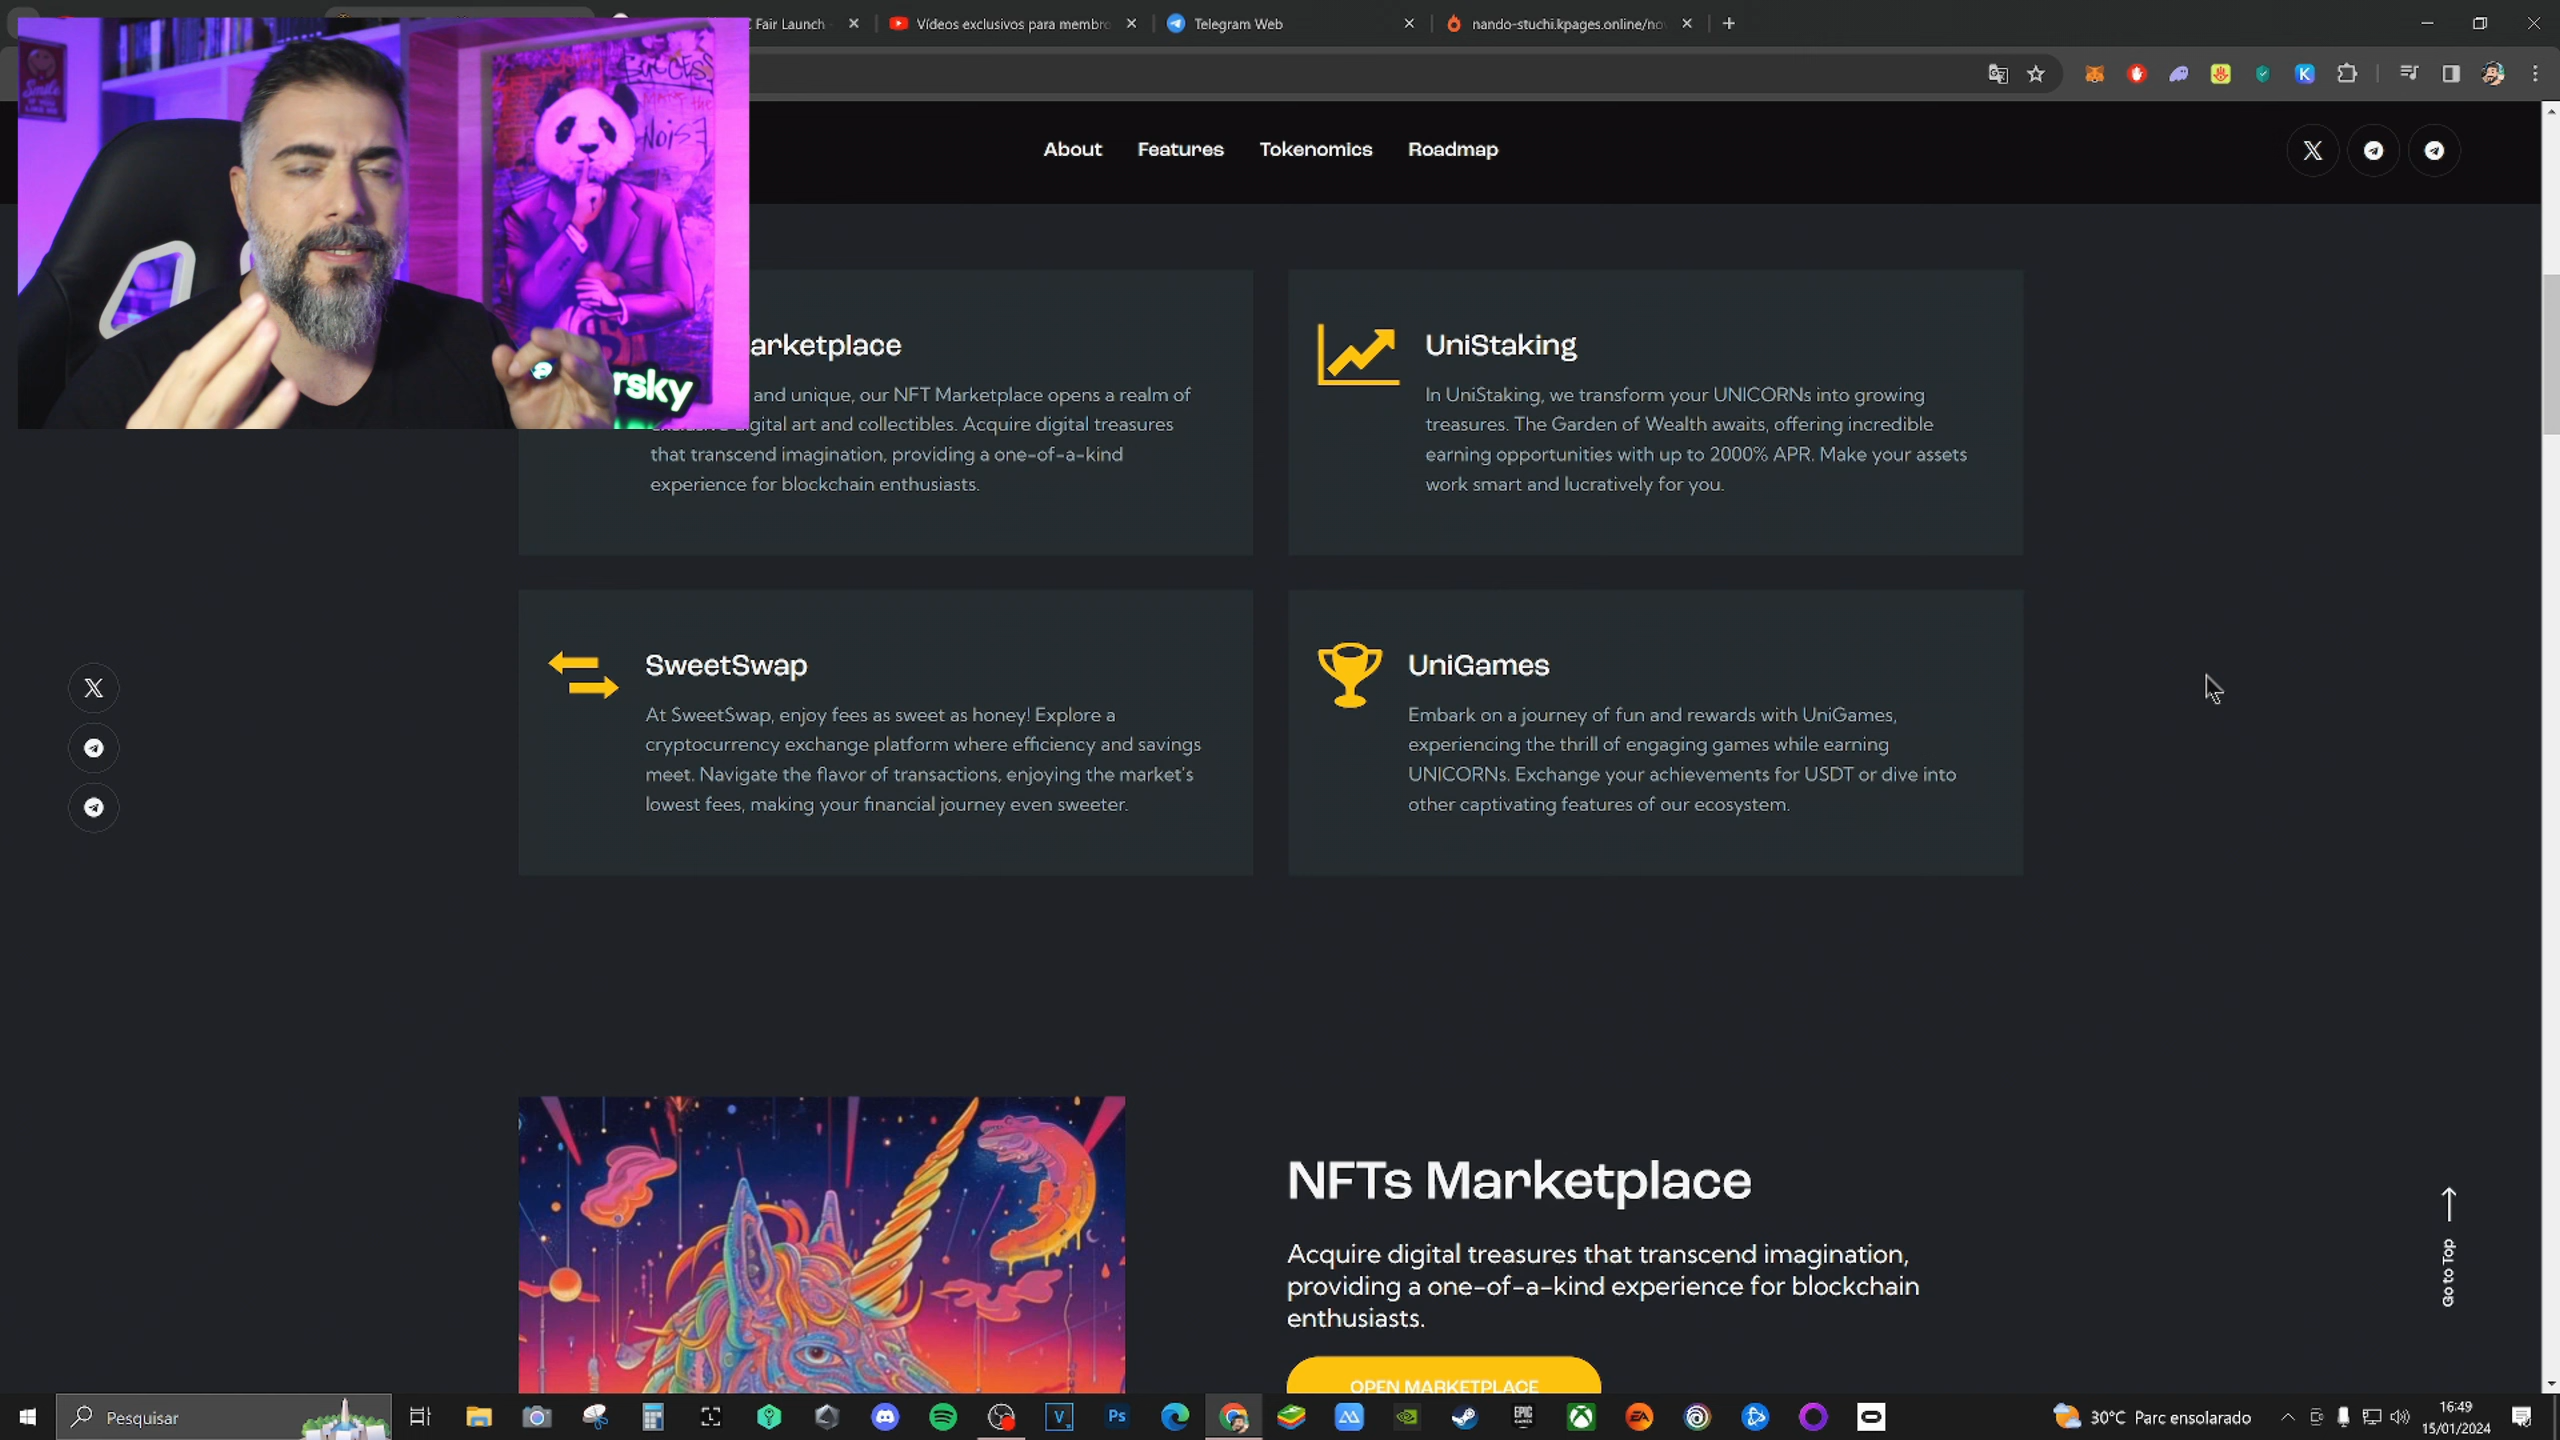 Fair Launch
Vídeos exclusivos para membro
Telegram Web
nando-stuchi.kpages.online/no
SUCCESS
NOISE
rsky
About
Features
Tokenomics
Roadmap
arketplace
and unique, our NFT Marketplace opens a realm of
digital art and collectibles. Acquire digital treasures
that transcend imagination, providing a one-of-a-kind
experience for blockchain enthusiasts.
UniStaking
In UniStaking, we transform your UNICORNs into growing
treasures. The Garden of Wealth awaits, offering incredible
earning opportunities with up to 2000% APR. Make your assets
work smart and lucratively for you.
SweetSwap
At SweetSwap, enjoy fees as sweet as honey! Explore a
cryptocurrency exchange platform where efficiency and savings
meet. Navigate the flavor of transactions, enjoying the market's
lowest fees, making your financial journey even sweeter.
UniGames
Embark on a journey of fun and rewards with UniGames,
experiencing the thrill of engaging games while earning
UNICORNs. Exchange your achievements for USDT or dive into
other captivating features of our ecosystem.
NFTs Marketplace
Acquire digital treasures that transcend imagination,
providing a one-of-a-kind experience for blockchain
enthusiasts.
OPEN MARKETPLACE
Go to Top
Pesquisar
Ps
EPIC
EA
30°C Parc ensolarado
16:49
15/01/2024